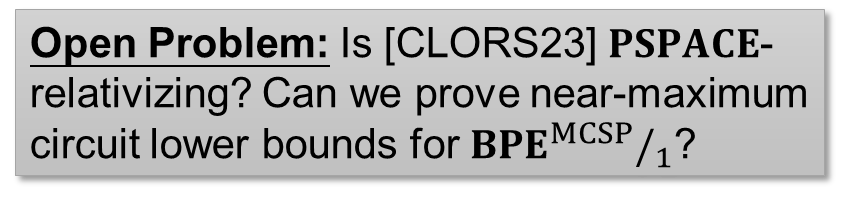 Open Problem: Is [CLORS23] PSPACE-
relativizing? Can we prove near-maximum
circuit lower bounds for BPE^MCSP/₁?